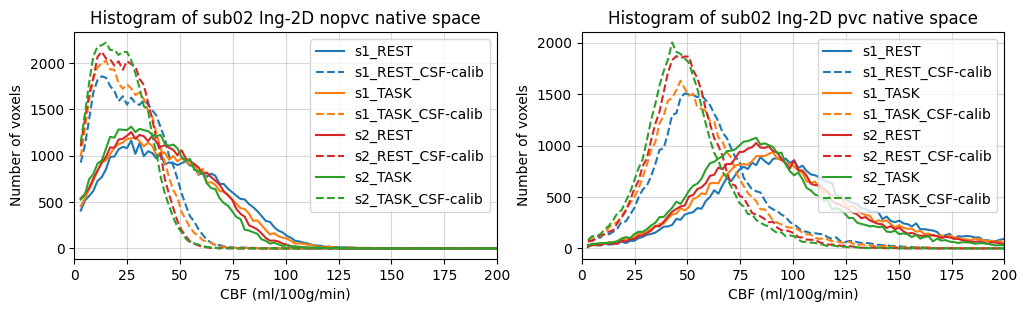 Histogram of sub02 Ing-2D nopvc native space
Number of voxels
2000
1500
1000
500
0
0 25 50 75 100 125 150 175 200
CBF (ml/100g/min)
s1_REST
s1_REST_CSF-calib
s1_TASK
s1_TASK_CSF-calib
s2_REST
s2_REST_CSF-calib
s2_TASK
s2_TASK_CSF-calib
Histogram of sub02 Ing-2D pvc native space
Number of voxels
2000
1500
1000
500
0
0 25 50 75 100 125 150 175 200
CBF (ml/100g/min)
s1_REST
s1_REST_CSF-calib
s1_TASK
s1_TASK_CSF-calib
s2_REST
s2_REST_CSF-calib
s2_TASK
s2_TASK_CSF-calib